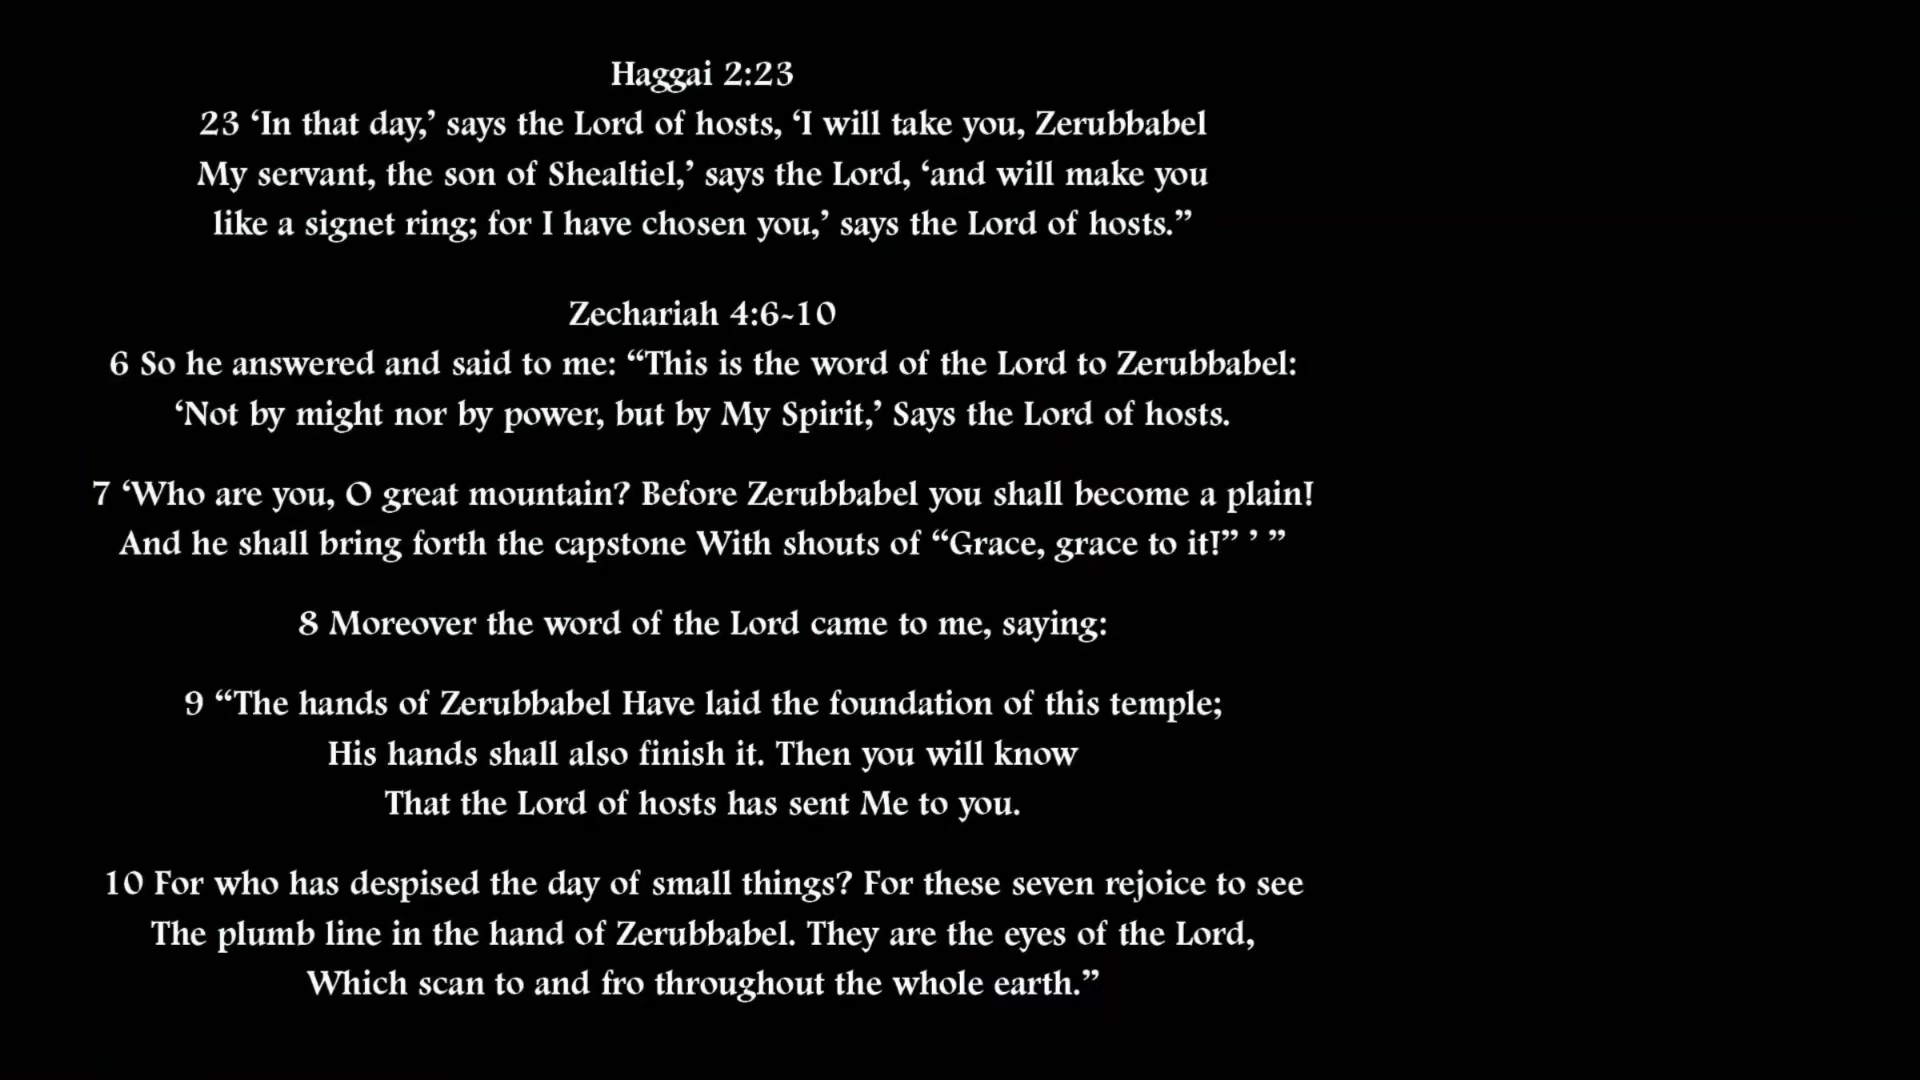 Haggai 2:23
23 ‘In that day,’ says the Lord of hosts, ‘I will take you, Zerubbabel
My servant, the son of Shealtiel,’ says the Lord, ‘and will make you
like a signet ring; for I have chosen you,’ says the Lord of hosts.”
Zechariah 4:6-10
6 So he answered and said to me: “This is the word of the Lord to Zerubbabel:
‘Not by might nor by power, but by My Spirit,’ Says the Lord of hosts.
7 ‘Who are you, O great mountain? Before Zerubbabel you shall become a plain!
And he shall bring forth the capstone With shouts of “Grace, grace to it!” ’ ”
8 Moreover the word of the Lord came to me, saying:
9 “The hands of Zerubbabel Have laid the foundation of this temple;
His hands shall also finish it. Then you will know
That the Lord of hosts has sent Me to you.
10 For who has despised the day of small things? For these seven rejoice to see
The plumb line in the hand of Zerubbabel. They are the eyes of the Lord,
Which scan to and fro throughout the whole earth.”